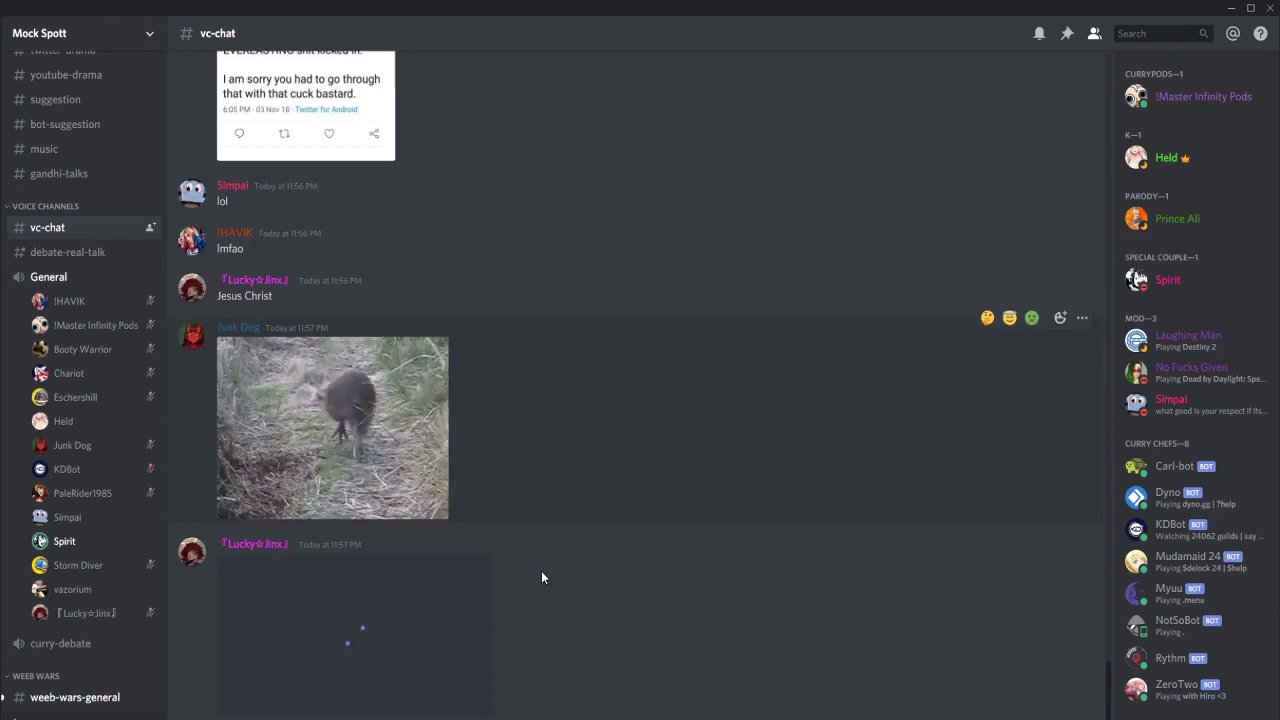 Mock Spott
twitter-drama
youtube-drama
suggestion
bot-suggestion
music
gandhi-talks
VOICE CHANNELS
vc-chat
debate-real-talk
General
!HAVIK
!Master Infinity Pods
Booty Warrior
Chariot
Eschershill
Held
Junk Dog
KDBot
PaleRider1985
Simpai
Spirit
Storm Diver
vazorium
『Lucky☆Jinx』
curry-debate
WEEB WARS
weeb-wars-general
# vc-chat
Search
EVERLASTING shit kicked in.
I am sorry you had to go through
that with that cuck bastard.
6:05 PM · 03 Nov 18 · Twitter for Android
Simpai Today at 11:56 PM
lol
!HAVIK Today at 11:56 PM
lmfao
『Lucky☆Jinx』 Today at 11:56 PM
Jesus Christ
Junk Dog Today at 11:57 PM
『Lucky☆Jinx』 Today at 11:57 PM
CURRYPODS—1
!Master Infinity Pods
K—1
Held
PARODY—1
Prince Ali
SPECIAL COUPLE—1
Spirit
MOD—3
Laughing Man
Playing Destiny 2
No Fucks Given
Playing Dead by Daylight: Spe...
Simpai
what good is your respect if its...
CURRY CHEFS—8
Carl-bot BOT
Dyno BOT
Playing dyno.gg | ?help
KDBot BOT
Watching 24062 guilds | say ...
Mudamaid 24 BOT
Playing $delock 24 | $help
Myuu BOT
Playing .menu
NotSoBot BOT
Playing .
Rythm BOT
ZeroTwo BOT
Playing with Hiro <3